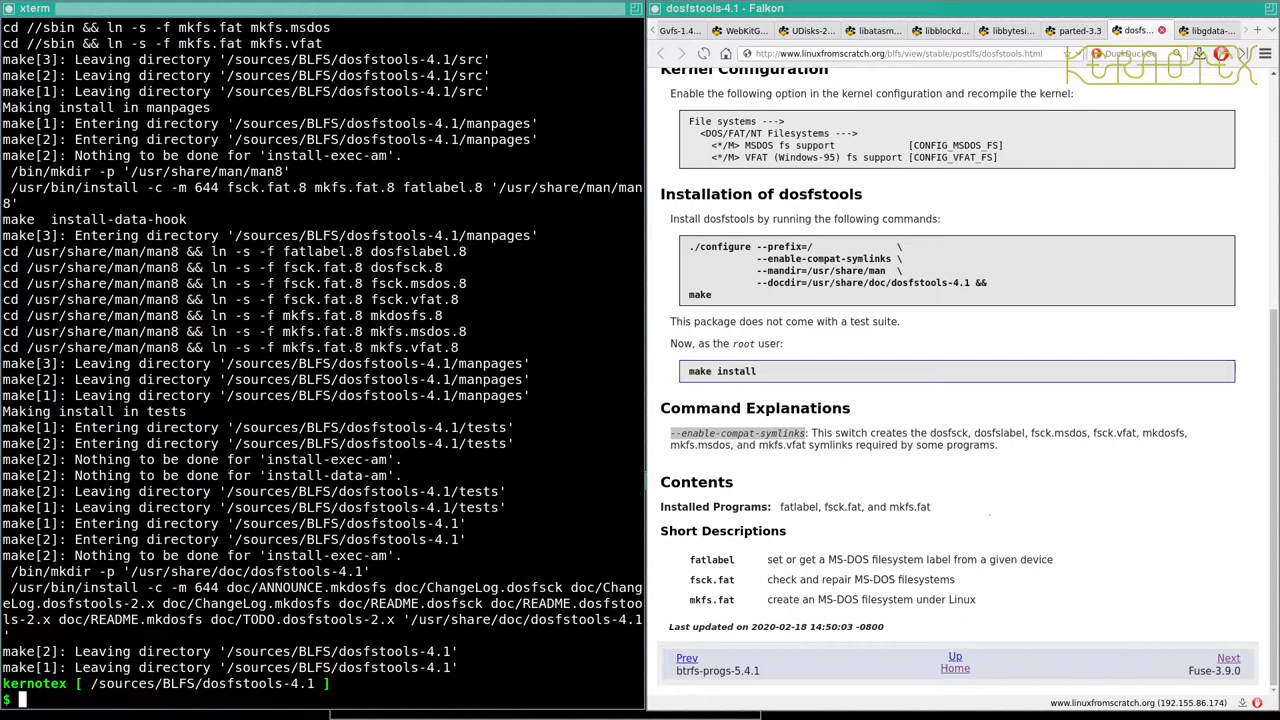 xterm
cd //sbin && ln -s -f mkfs.fat mkfs.msdos
cd //sbin && ln -s -f mkfs.fat mkfs.vfat
make[3]: Leaving directory '/sources/BLFS/dosfstools-4.1/src'
make[2]: Leaving directory '/sources/BLFS/dosfstools-4.1/src'
make[1]: Leaving directory '/sources/BLFS/dosfstools-4.1/src'
Making install in manpages
make[1]: Entering directory '/sources/BLFS/dosfstools-4.1/manpages'
make[2]: Entering directory '/sources/BLFS/dosfstools-4.1/manpages'
make[2]: Nothing to be done for 'install-exec-am'.
 /bin/mkdir -p '/usr/share/man/man8'
 /usr/bin/install -c -m 644 fsck.fat.8 mkfs.fat.8 fatlabel.8 '/usr/share/man/man
8'
make  install-data-hook
make[3]: Entering directory '/sources/BLFS/dosfstools-4.1/manpages'
cd /usr/share/man/man8 && ln -s -f fatlabel.8 dosfslabel.8
cd /usr/share/man/man8 && ln -s -f fsck.fat.8 dosfsck.8
cd /usr/share/man/man8 && ln -s -f fsck.fat.8 fsck.msdos.8
cd /usr/share/man/man8 && ln -s -f fsck.fat.8 fsck.vfat.8
cd /usr/share/man/man8 && ln -s -f mkfs.fat.8 mkdosfs.8
cd /usr/share/man/man8 && ln -s -f mkfs.fat.8 mkfs.msdos.8
cd /usr/share/man/man8 && ln -s -f mkfs.fat.8 mkfs.vfat.8
make[3]: Leaving directory '/sources/BLFS/dosfstools-4.1/manpages'
make[2]: Leaving directory '/sources/BLFS/dosfstools-4.1/manpages'
make[1]: Leaving directory '/sources/BLFS/dosfstools-4.1/manpages'
Making install in tests
make[1]: Entering directory '/sources/BLFS/dosfstools-4.1/tests'
make[2]: Entering directory '/sources/BLFS/dosfstools-4.1/tests'
make[2]: Nothing to be done for 'install-exec-am'.
make[2]: Nothing to be done for 'install-data-am'.
make[2]: Leaving directory '/sources/BLFS/dosfstools-4.1/tests'
make[1]: Leaving directory '/sources/BLFS/dosfstools-4.1/tests'
make[1]: Entering directory '/sources/BLFS/dosfstools-4.1'
make[2]: Entering directory '/sources/BLFS/dosfstools-4.1'
make[2]: Nothing to be done for 'install-exec-am'.
 /bin/mkdir -p '/usr/share/doc/dosfstools-4.1'
 /usr/bin/install -c -m 644 doc/ANNOUNCE.mkdosfs doc/ChangeLog.dosfsck doc/Chang
eLog.dosfstools-2.x doc/ChangeLog.mkdosfs doc/README.dosfsck doc/README.dosfstoo
ls-2.x doc/README.mkdosfs doc/TODO.dosfstools-2.x '/usr/share/doc/dosfstools-4.1
'
make[2]: Leaving directory '/sources/BLFS/dosfstools-4.1'
make[1]: Leaving directory '/sources/BLFS/dosfstools-4.1'
kernotex [ /sources/BLFS/dosfstools-4.1 ]
$
dosfstools-4.1 - Falkon
Gvfs-1.4... WebKitG... UDisks-2... libatasm... libblockd... libbytesi... parted-3.3 dosfs... libgdata-...
http://www.linuxfromscratch.org/blfs/view/stable/postlfs/dosfstools.html DuckDuckGo
KERNOTEX
Kernel Configuration
Enable the following option in the kernel configuration and recompile the kernel:
File systems --->
<DOS/FAT/NT Filesystems --->
<*/M> MSDOS fs support [CONFIG_MSDOS_FS]
<*/M> VFAT (Windows-95) fs support [CONFIG_VFAT_FS]
Installation of dosfstools
Install dosfstools by running the following commands:
./configure --prefix=/ \
--enable-compat-symlinks \
--mandir=/usr/share/man \
--docdir=/usr/share/doc/dosfstools-4.1 &&
make
This package does not come with a test suite.
Now, as the root user:
make install
Command Explanations
--enable-compat-symlinks: This switch creates the dosfsck, dosfslabel, fsck.msdos, fsck.vfat, mkdosfs,
mkfs.msdos, and mkfs.vfat symlinks required by some programs.
Contents
Installed Programs: fatlabel, fsck.fat, and mkfs.fat
Short Descriptions
fatlabel set or get a MS-DOS filesystem label from a given device
fsck.fat check and repair MS-DOS filesystems
mkfs.fat create an MS-DOS filesystem under Linux
Last updated on 2020-02-18 14:50:03 -0800
Prev Up Next
btrfs-progs-5.4.1 Home Fuse-3.9.0
www.linuxfromscratch.org (192.155.86.174)